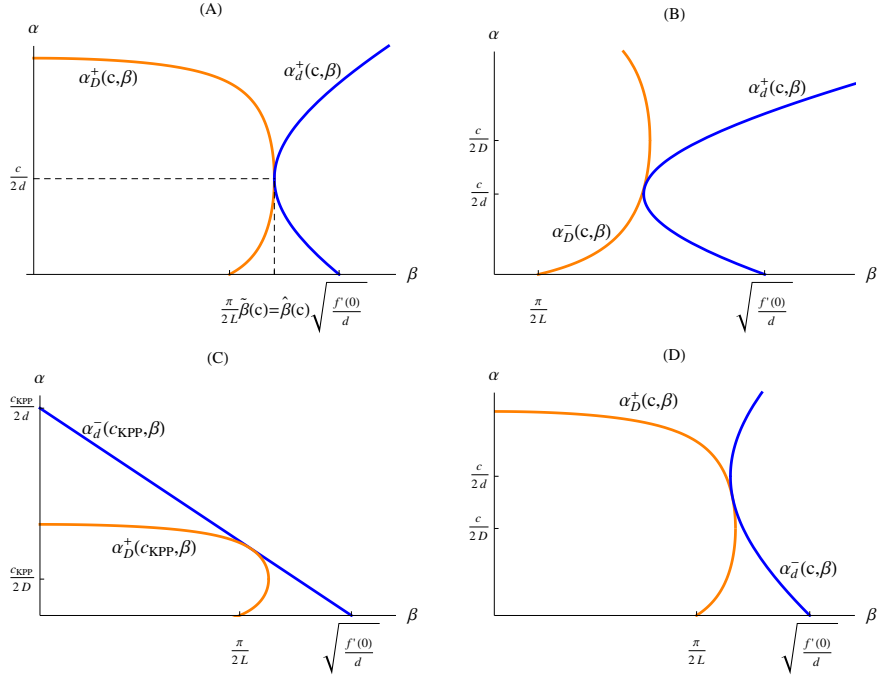 (A)
α
α_D^+(c,β)
α_d^+(c,β)
c/2d
β
π/2L β̃(c)=β̂(c) √(f'(0)/d)
(B)
α
α_d^+(c,β)
c/2D
c/2d
α_D^-(c,β)
β
π/2L
√(f'(0)/d)
(C)
α
c_KPP/2d
α_d^-(c_KPP,β)
α_D^+(c_KPP,β)
c_KPP/2D
β
π/2L
√(f'(0)/d)
(D)
α
α_D^+(c,β)
c/2d
c/2D
α_d^-(c,β)
β
π/2L
√(f'(0)/d)